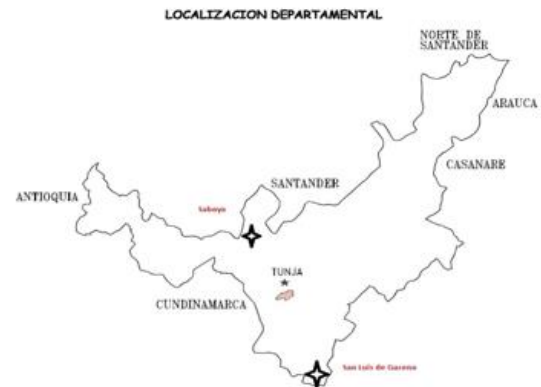 LOCALIZACION DEPARTAMENTAL
NORTE DE
SANTANDER
ARAUCA
CASANARE
SANTANDER
ANTIOQUIA
Saboya
TUNJA
CUNDINAMARCA
San Luis de Gaceno